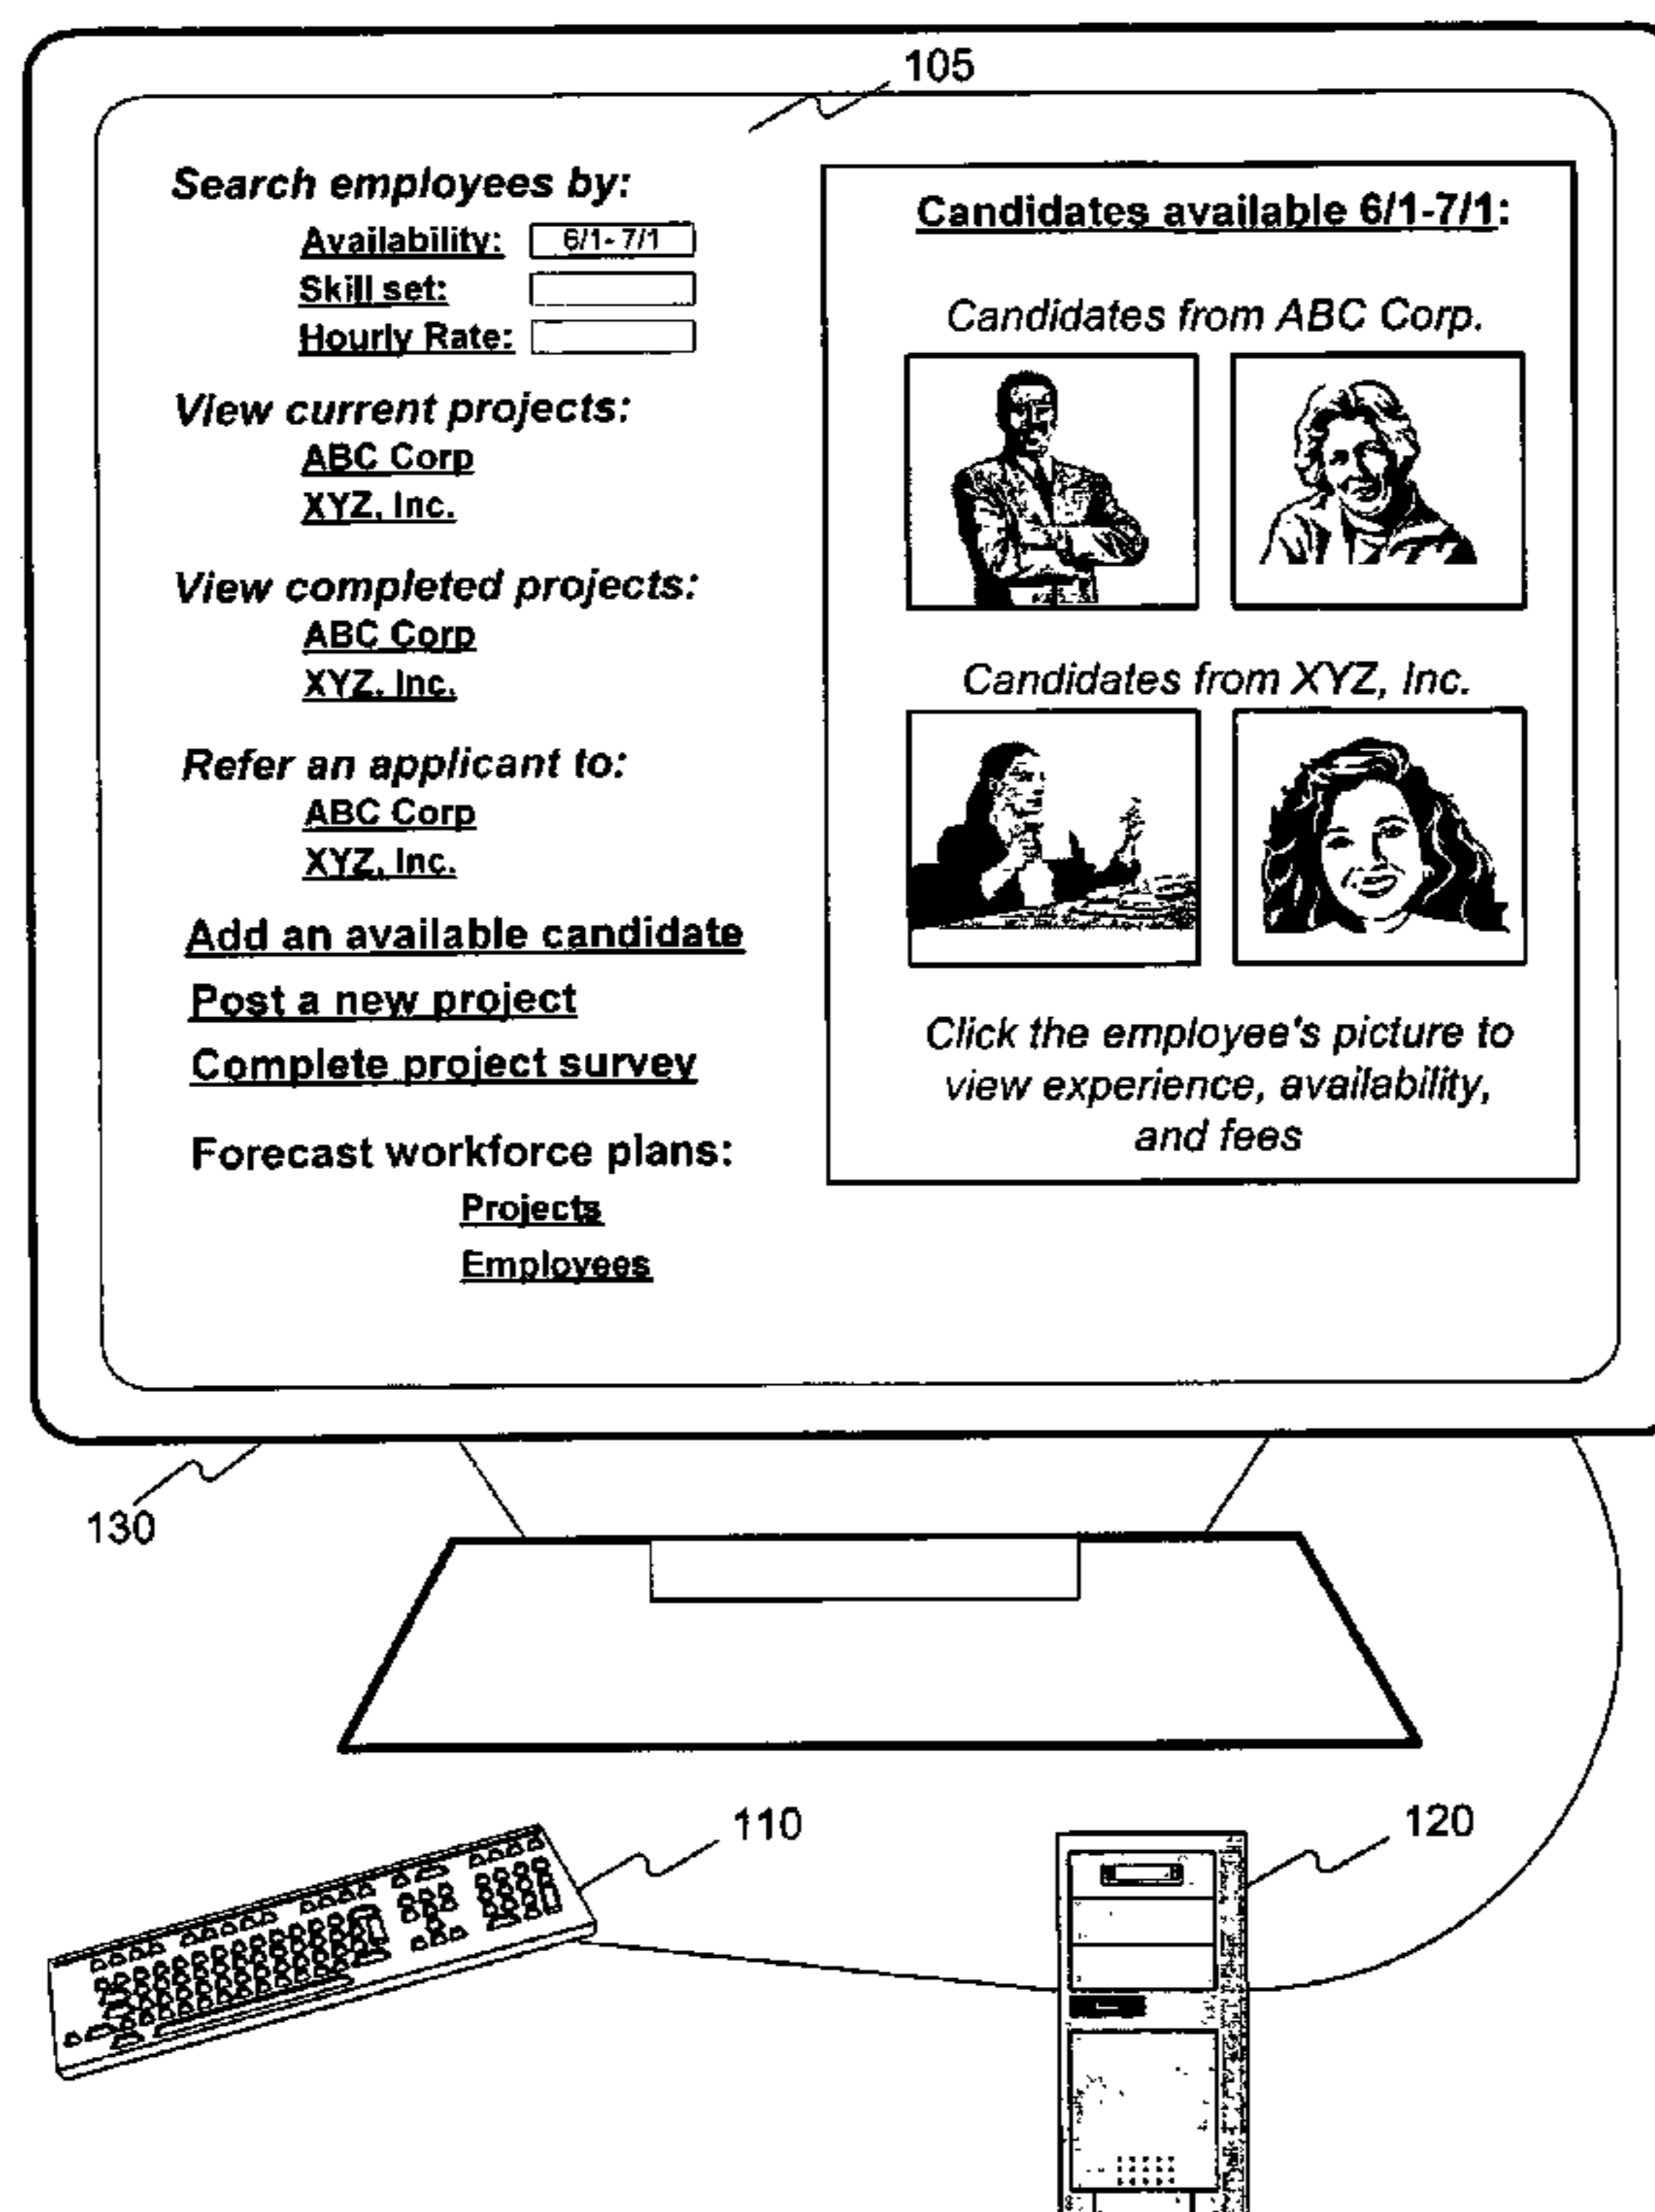 105
Search employees by:
Availability: 6/1-7/1
Skill set:
Hourly Rate:
View current projects:
ABC Corp
XYZ, Inc.
View completed projects:
ABC Corp
XYZ, Inc.
Refer an applicant to:
ABC Corp
XYZ, Inc.
Add an available candidate
Post a new project
Complete project survey
Forecast workforce plans:
Projects
Employees
Candidates available 6/1-7/1:
Candidates from ABC Corp.
Candidates from XYZ, Inc.
Click the employee's picture to
view experience, availability,
and fees
130
110
120